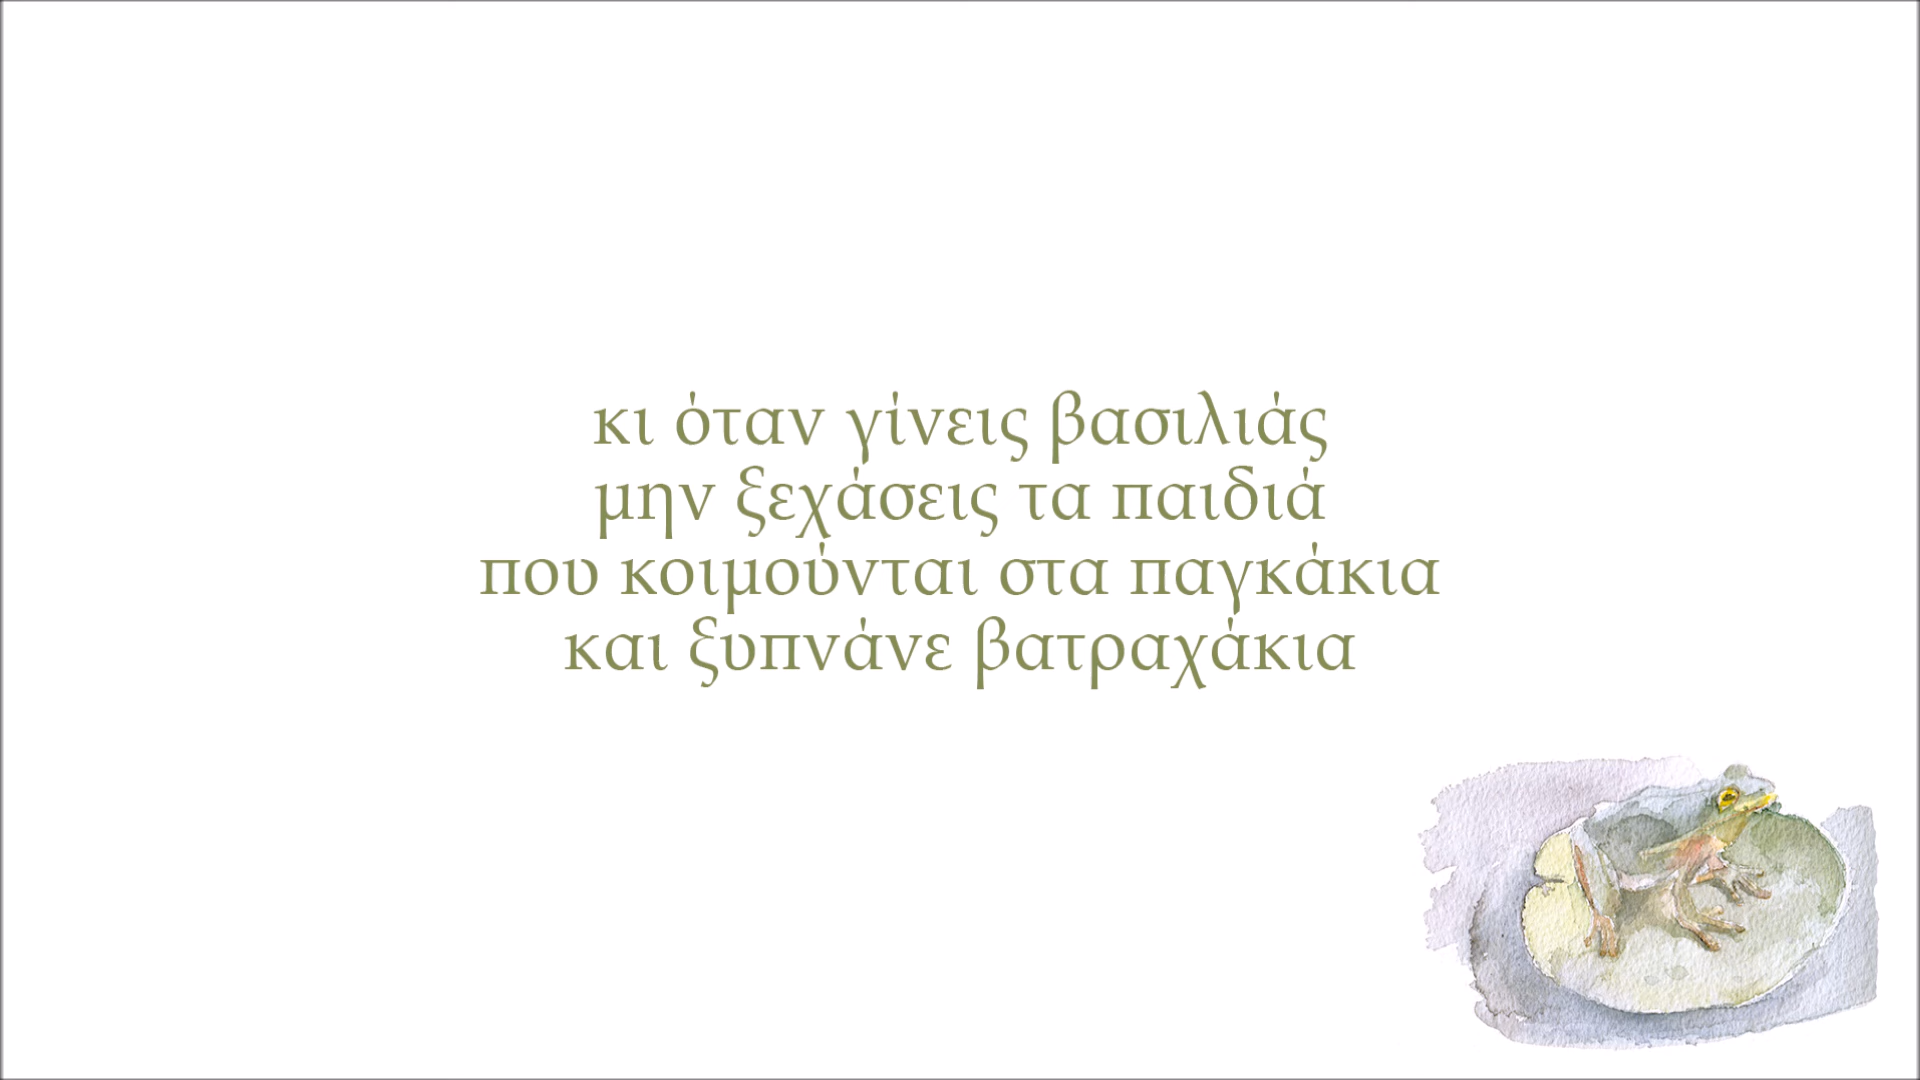 κι όταν γίνεις βασιλιάς
μην ξεχάσεις τα παιδιά
που κοιμούνται στα παγκάκια
και ξυπνάνε βατραχάκια